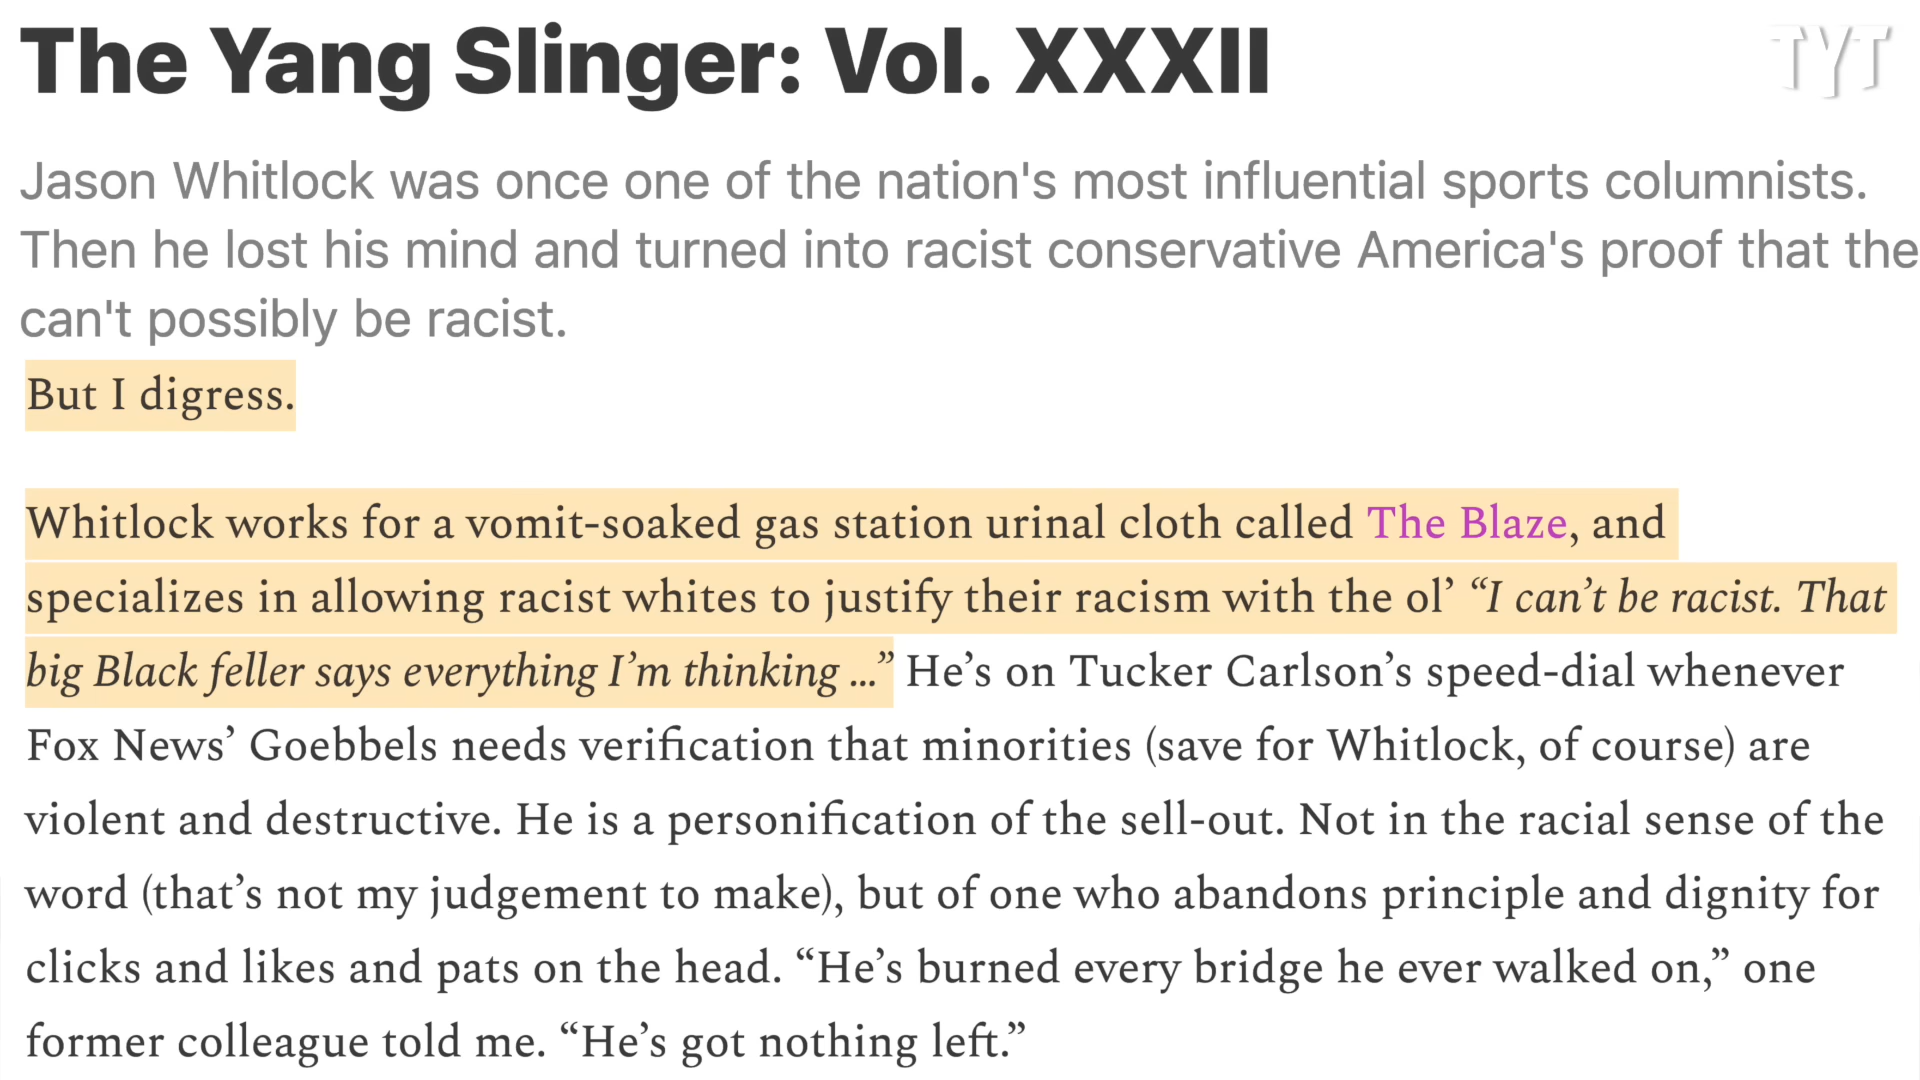 The Yang Slinger: Vol. XXXII
TYT
Jason Whitlock was once one of the nation's most influential sports columnists.
Then he lost his mind and turned into racist conservative America's proof that the
can't possibly be racist.
But I digress.
Whitlock works for a vomit-soaked gas station urinal cloth called The Blaze, and
specializes in allowing racist whites to justify their racism with the ol’ “I can’t be racist. That
big Black feller says everything I’m thinking …” He’s on Tucker Carlson’s speed-dial whenever
Fox News’ Goebbels needs verification that minorities (save for Whitlock, of course) are
violent and destructive. He is a personification of the sell-out. Not in the racial sense of the
word (that’s not my judgement to make), but of one who abandons principle and dignity for
clicks and likes and pats on the head. “He’s burned every bridge he ever walked on,” one
former colleague told me. “He’s got nothing left.”